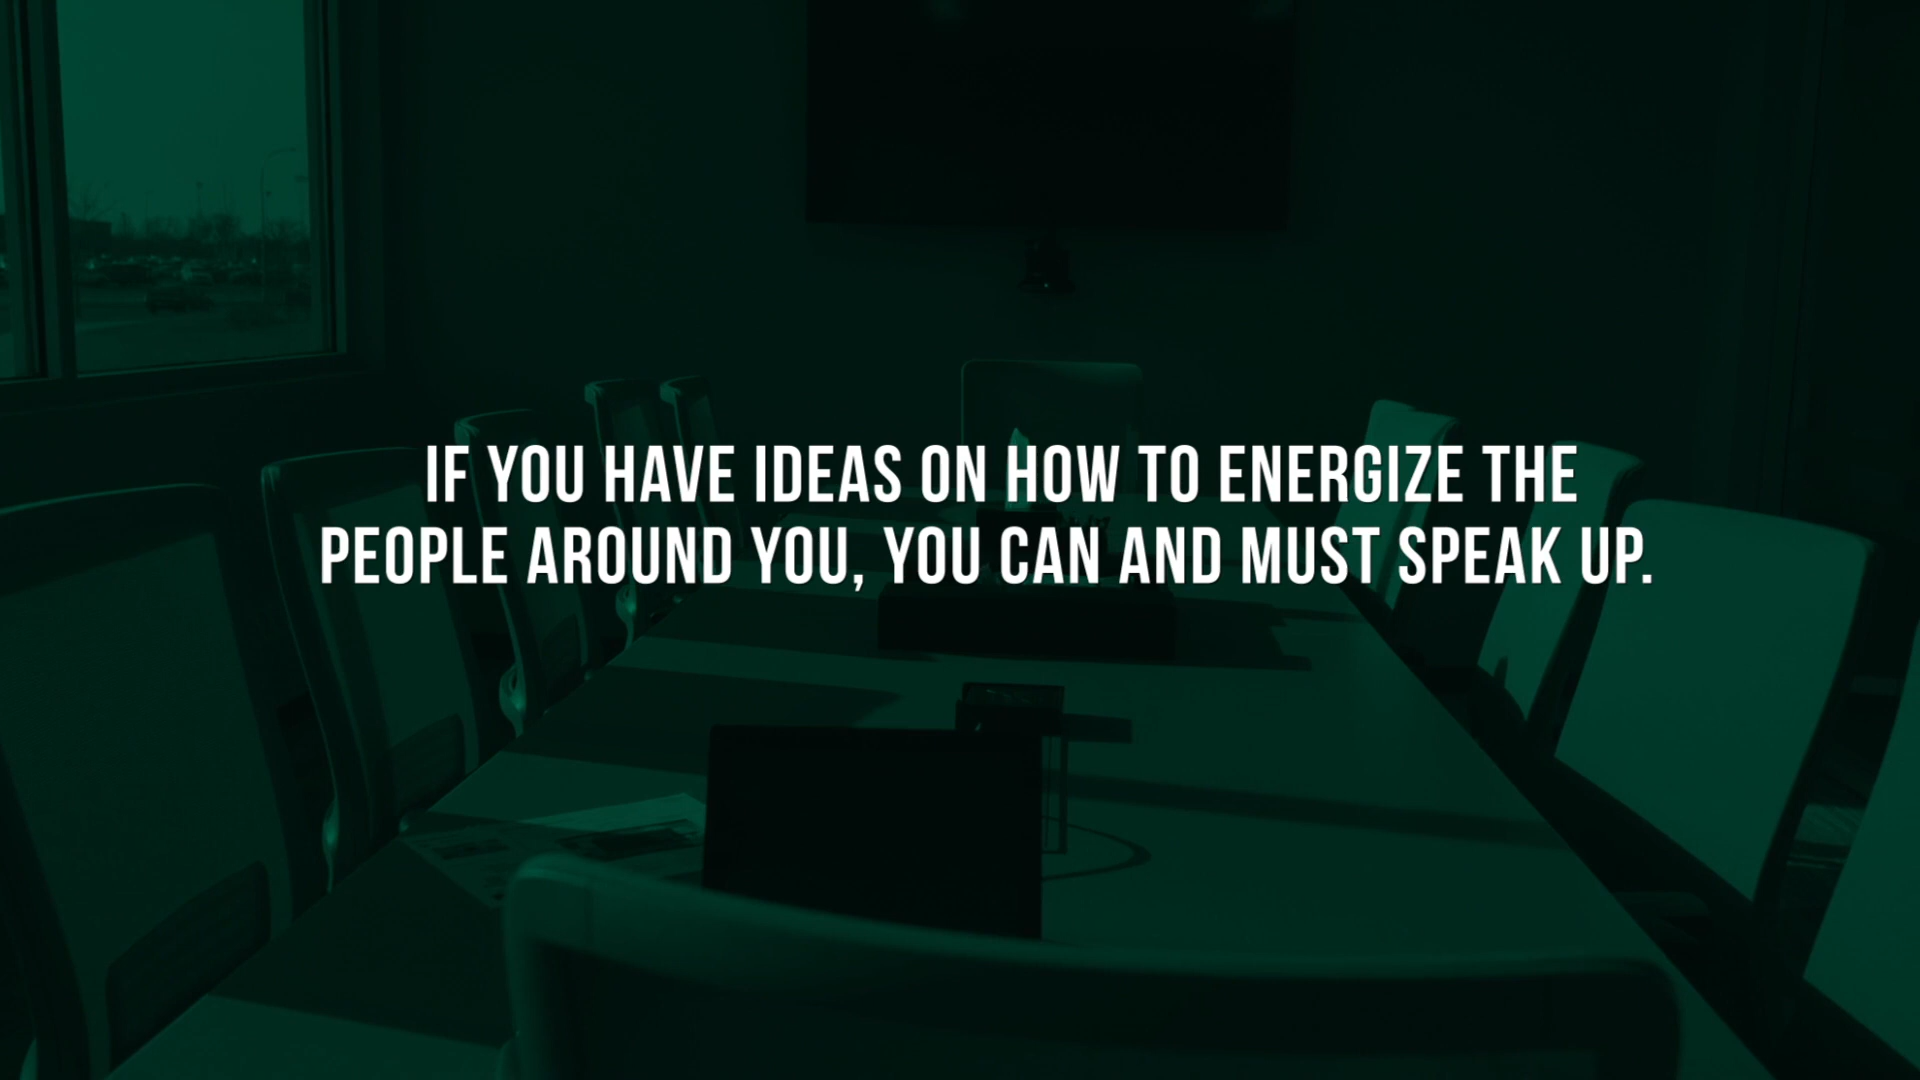 IF YOU HAVE IDEAS ON HOW TO ENERGIZE THE
PEOPLE AROUND YOU, YOU CAN AND MUST SPEAK UP.